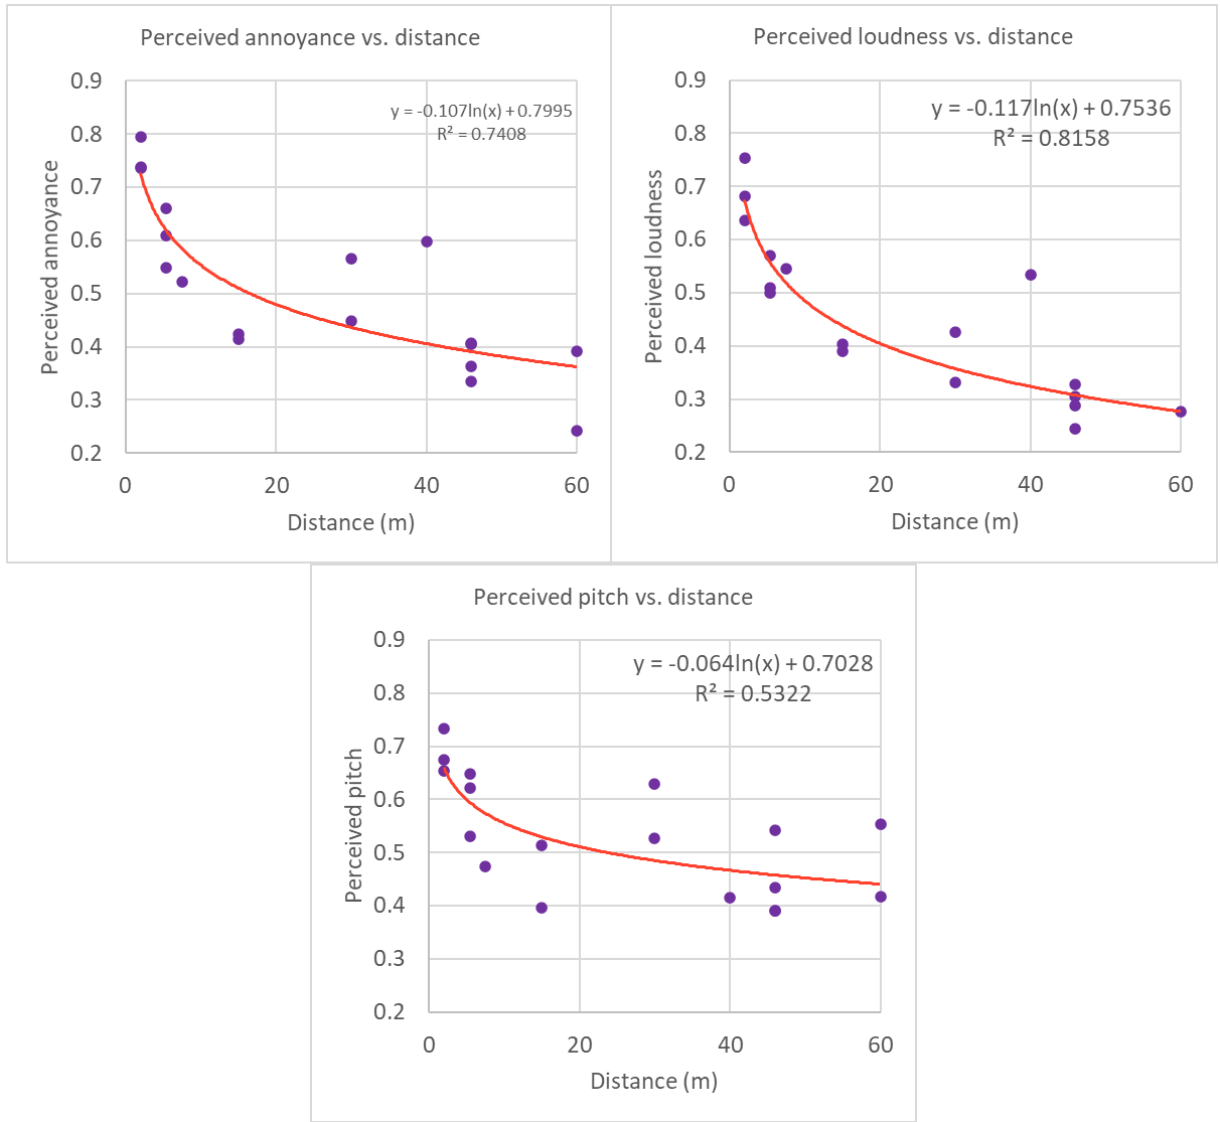 Perceived annoyance vs. distance
y = -0.107ln(x) + 0.7995
R² = 0.7408
Perceived annoyance
0.9
0.8
0.7
0.6
0.5
0.4
0.3
0.2
0 20 40 60
Distance (m)
Perceived loudness vs. distance
y = -0.117ln(x) + 0.7536
R² = 0.8158
Perceived loudness
0.9
0.8
0.7
0.6
0.5
0.4
0.3
0.2
0 20 40 60
Distance (m)
Perceived pitch vs. distance
y = -0.064ln(x) + 0.7028
R² = 0.5322
Perceived pitch
0.9
0.8
0.7
0.6
0.5
0.4
0.3
0.2
0 20 40 60
Distance (m)